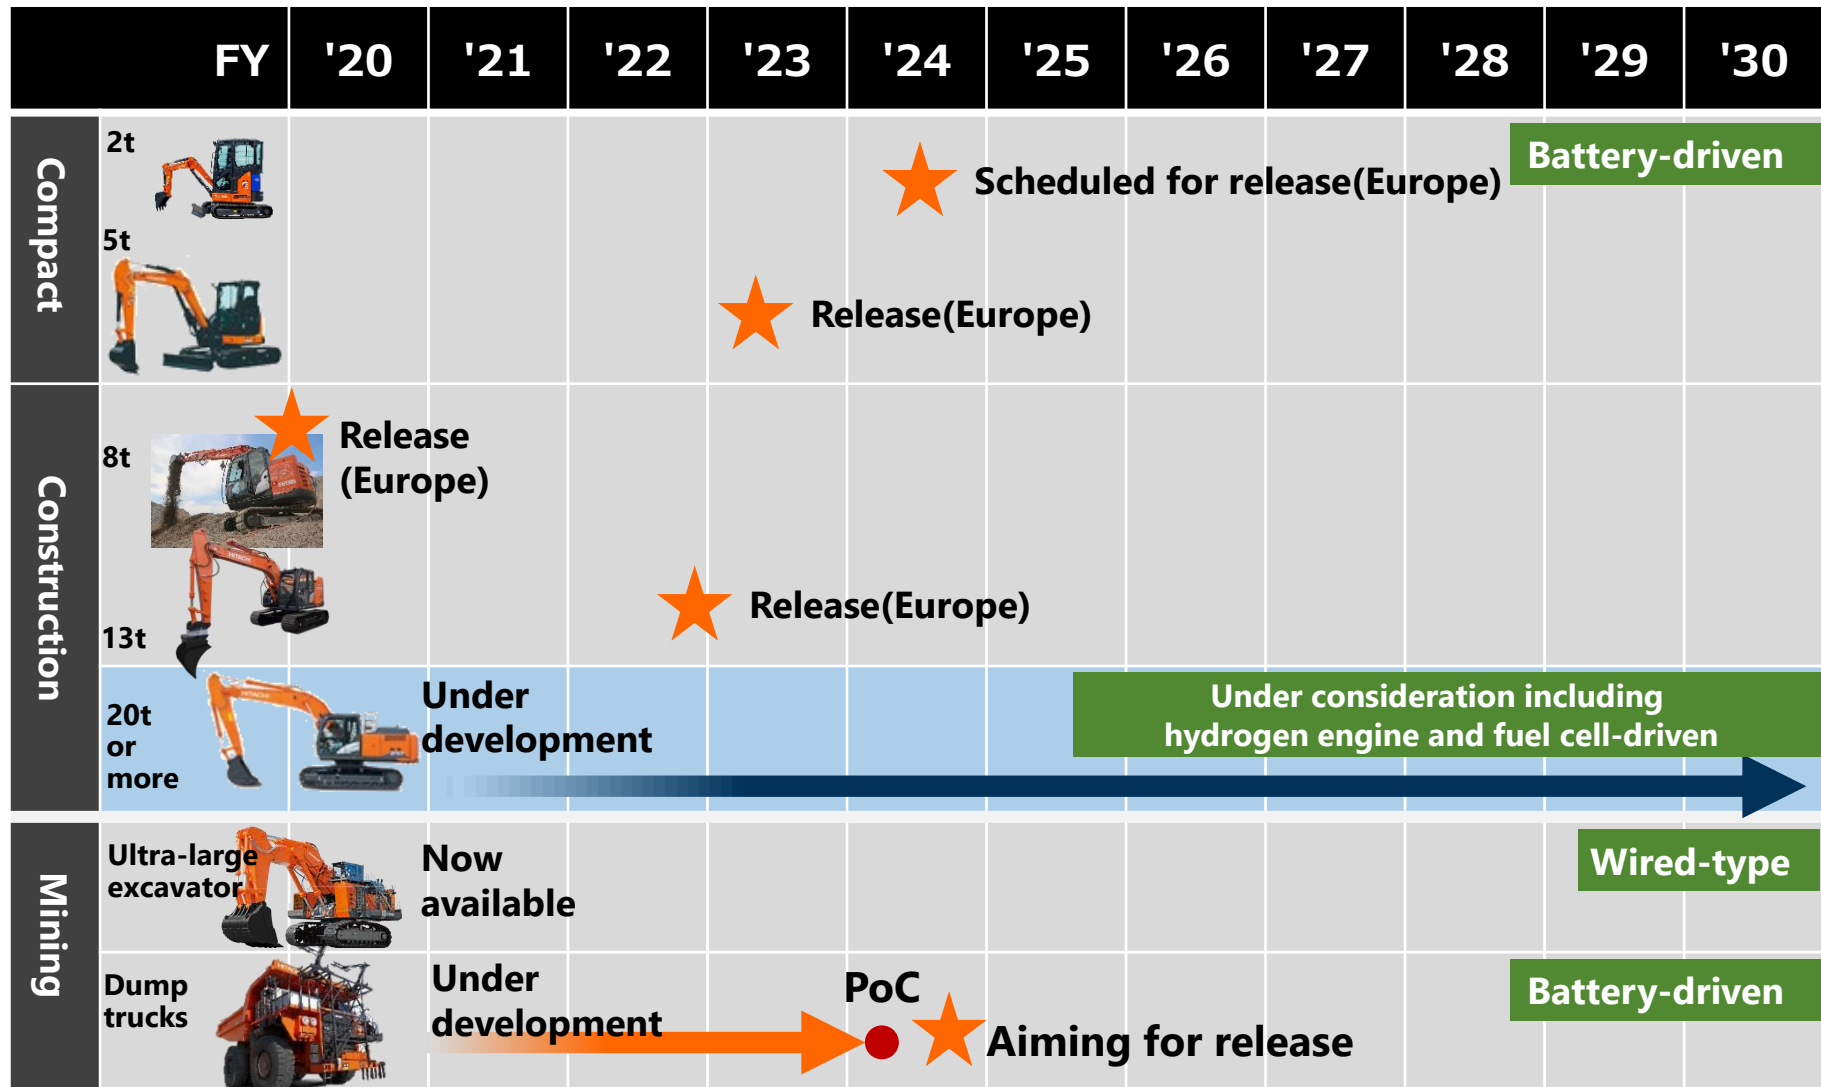 FY '20 '21 '22 '23 '24 '25 '26 '27 '28 '29 '30
Compact
2t
Scheduled for release(Europe)
Battery-driven
5t
Release(Europe)
Construction
8t
Release
(Europe)
HITACHI
13t
Release(Europe)
20t
or
more
HITACHI
Under
development
Under consideration including
hydrogen engine and fuel cell-driven
Mining
Ultra-large
excavator
Now
available
Wired-type
Dump
trucks
Under
development
PoC
Aiming for release
Battery-driven